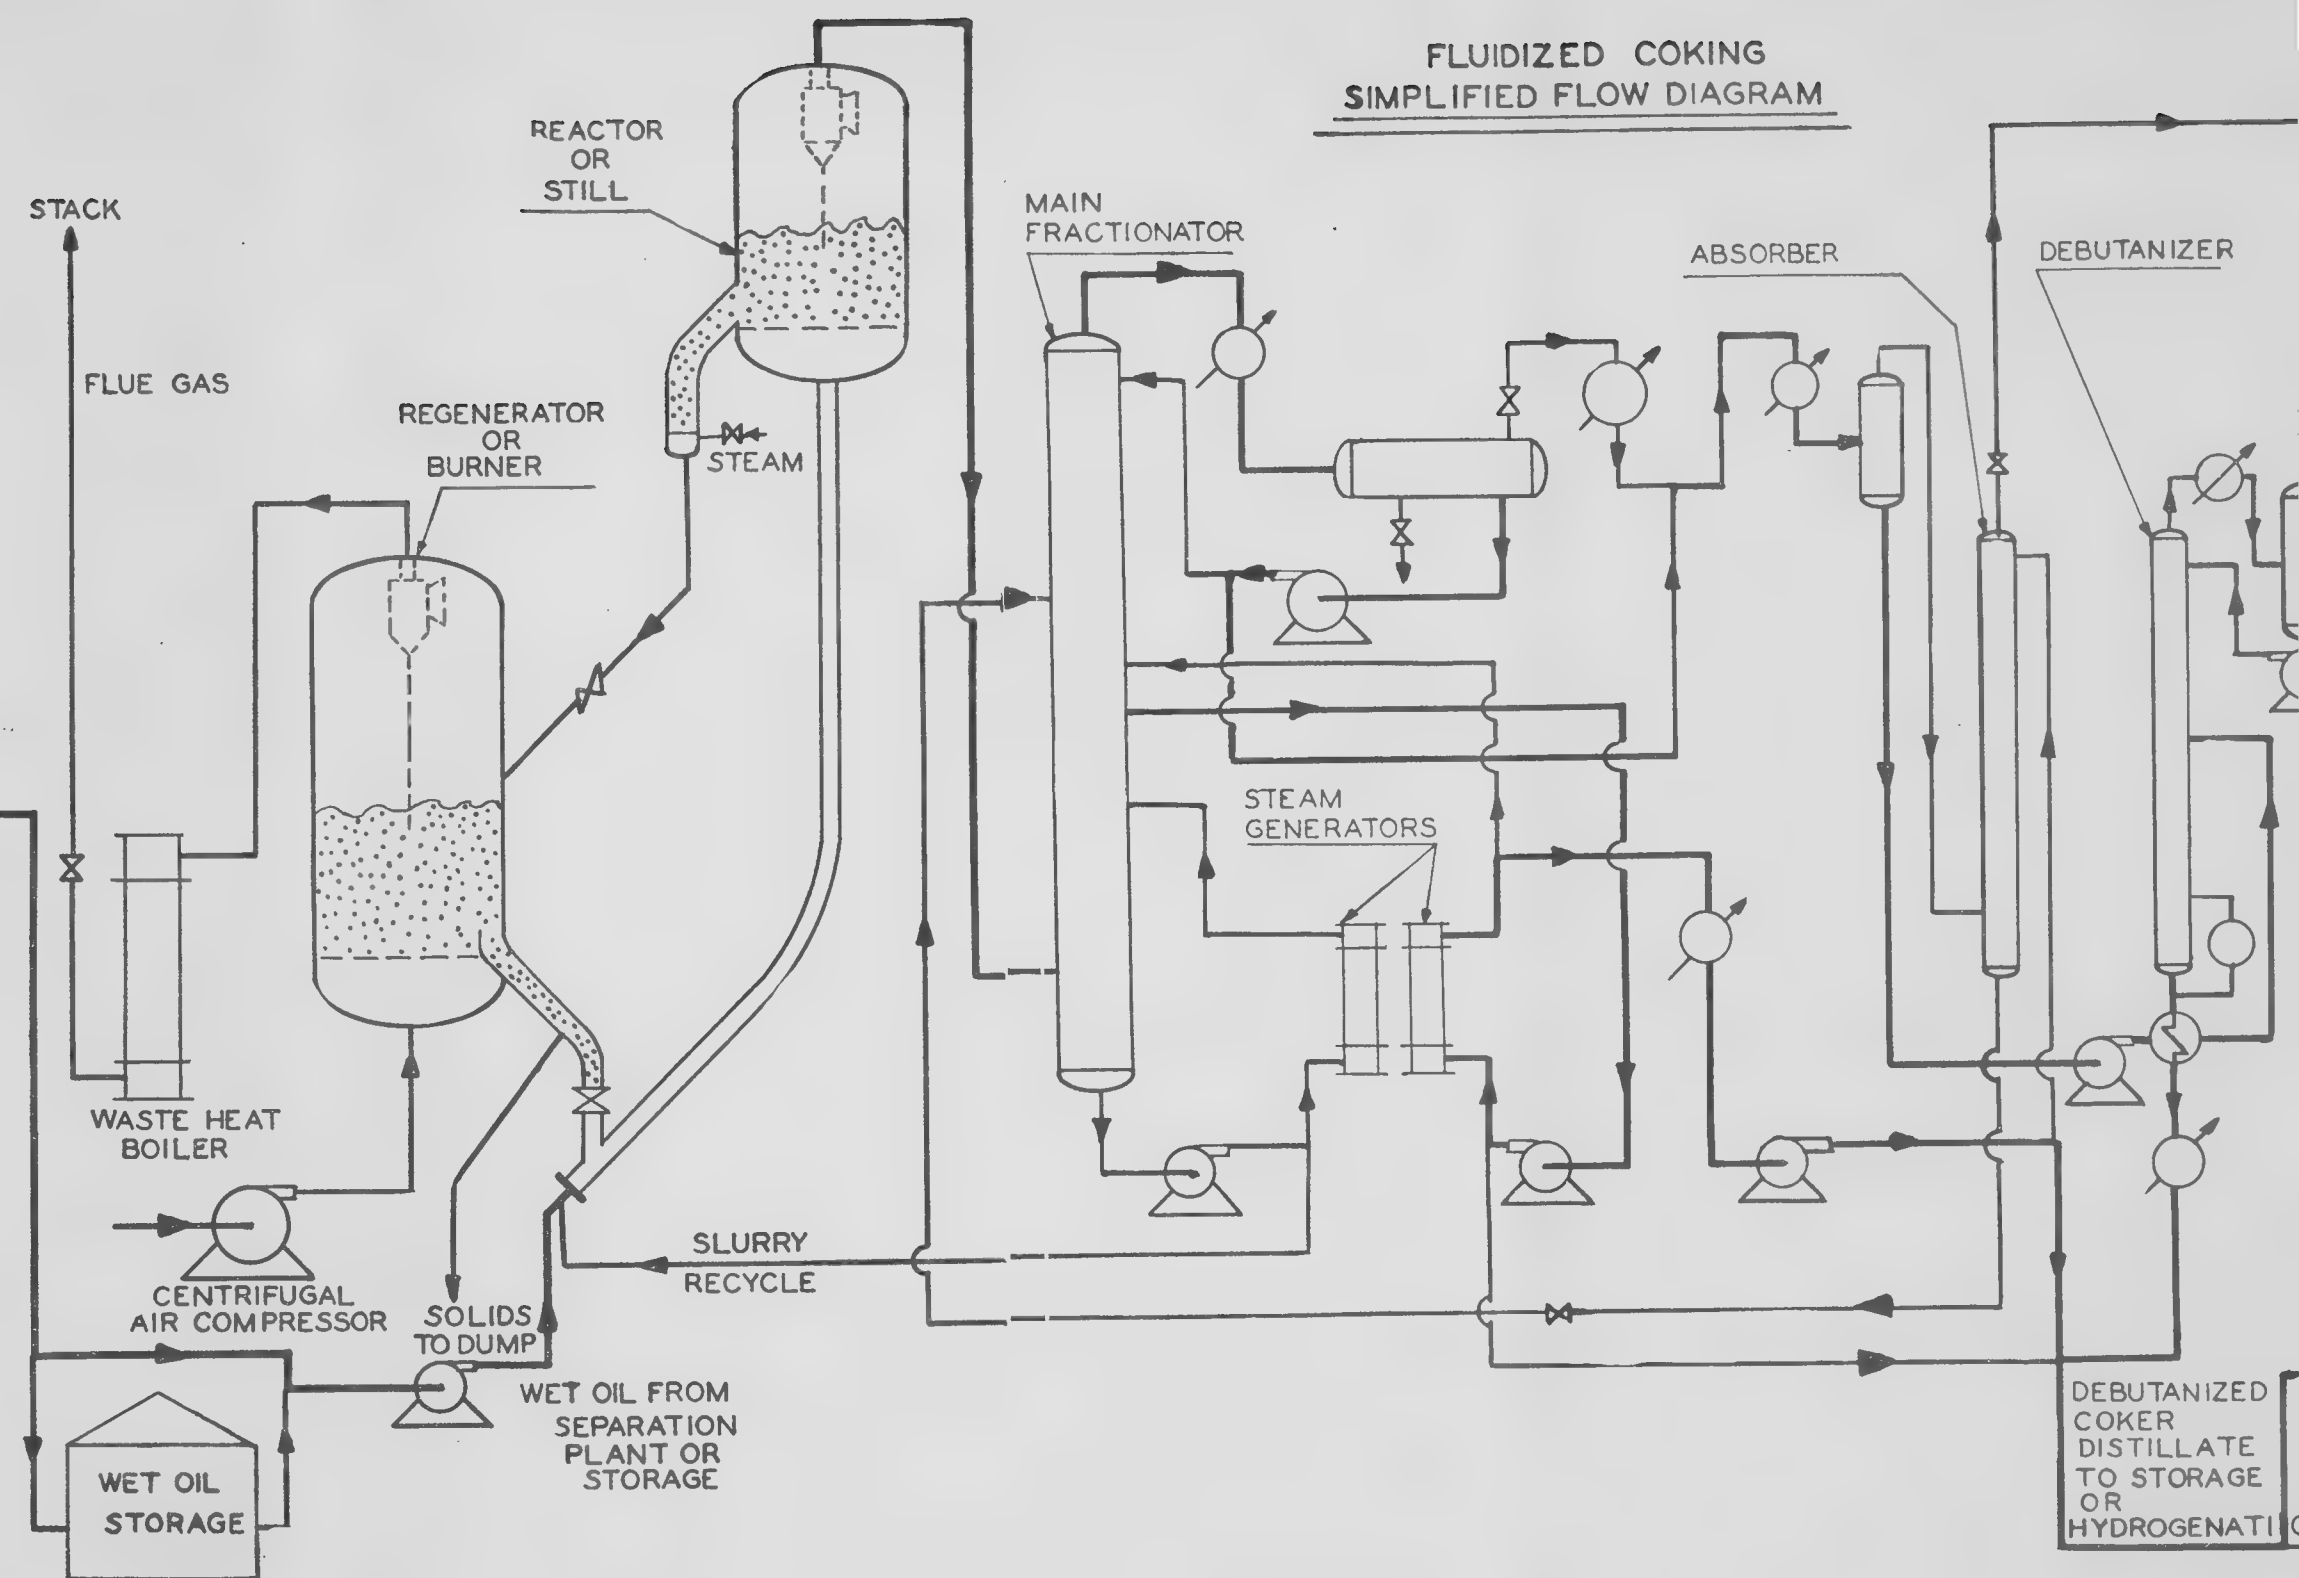 FLUIDIZED COKING
SIMPLIFIED FLOW DIAGRAM
REACTOR
OR
STILL
STACK
MAIN
FRACTIONATOR
ABSORBER
DEBUTANIZER
FLUE GAS
REGENERATOR
OR
BURNER
STEAM
STEAM
GENERATORS
WASTE HEAT
BOILER
CENTRIFUGAL
AIR COMPRESSOR
SLURRY
RECYCLE
SOLIDS
TO DUMP
WET OIL FROM
SEPARATION
PLANT OR
STORAGE
WET OIL
STORAGE
DEBUTANIZED
COKER
DISTILLATE
TO STORAGE
OR
HYDROGENATI